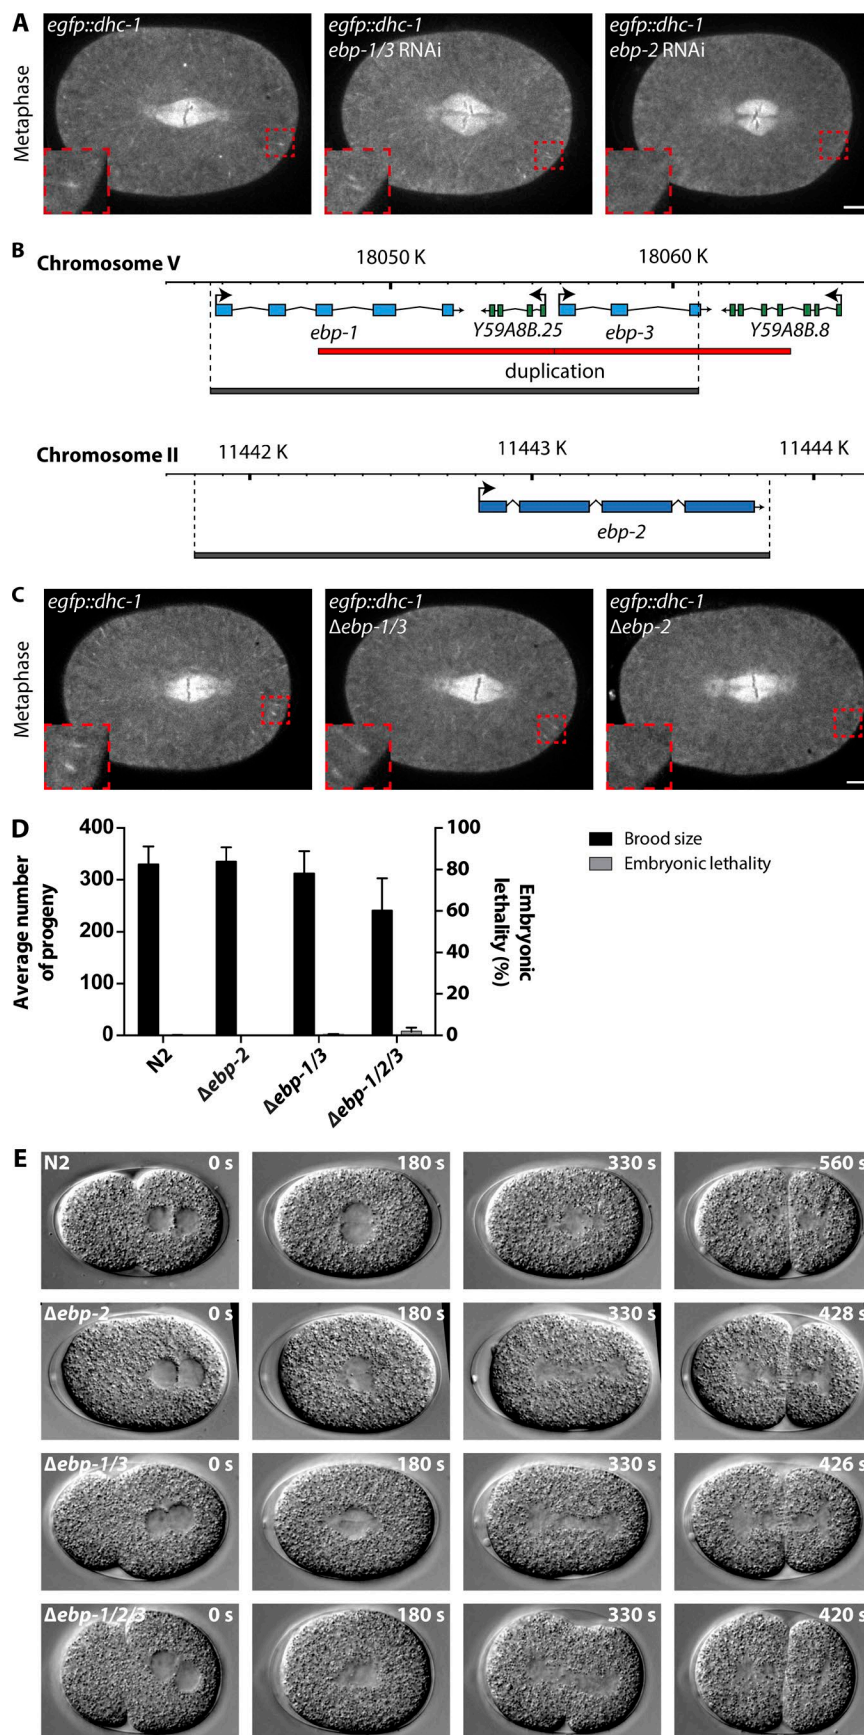 A
egfp::dhc-1
egfp::dhc-1
ebp-1/3 RNAi
egfp::dhc-1
ebp-2 RNAi
Metaphase
B
Chromosome V
18050 K
18060 K
ebp-1
Y59A8B.25
ebp-3
Y59A8B.8
duplication
Chromosome II
11442 K
11443 K
11444 K
ebp-2
C
egfp::dhc-1
egfp::dhc-1
Δebp-1/3
egfp::dhc-1
Δebp-2
Metaphase
D
Average number
of progeny
400
300
200
100
0
100
80
60
40
20
0
Embryonic
lethality (%)
Brood size
Embryonic lethality
N2
Δebp-2
Δebp-1/3
Δebp-1/2/3
E
N2 0 s 180 s 330 s 560 s
Δebp-2 0 s 180 s 330 s 428 s
Δebp-1/3 0 s 180 s 330 s 426 s
Δebp-1/2/3 0 s 180 s 330 s 420 s